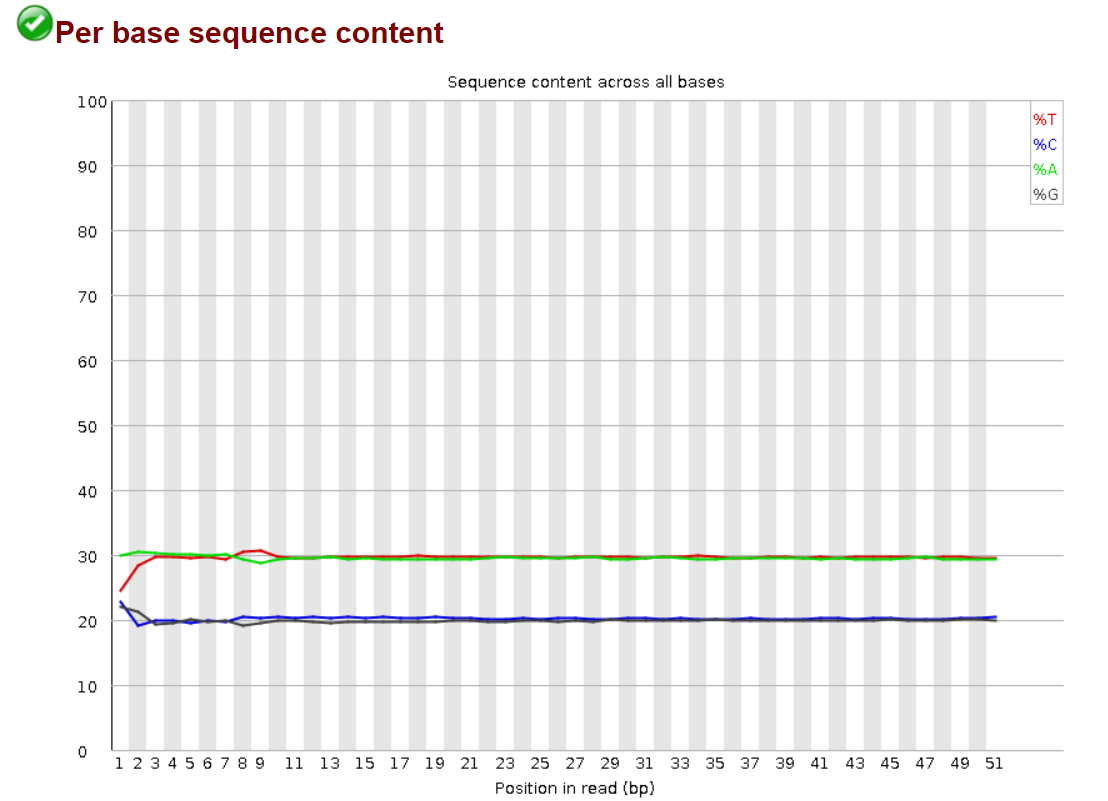 Per base sequence content
Sequence content across all bases
100
%T
%C
90
%A
%G
80
70
60
50
40
30
20
10
0
1 2 3 4 5 6 7 8 9 11 13 15 17 19 21 23 25 27 29 31 33 35 37 39 41 43 45 47 49 51
Position in read (bp)